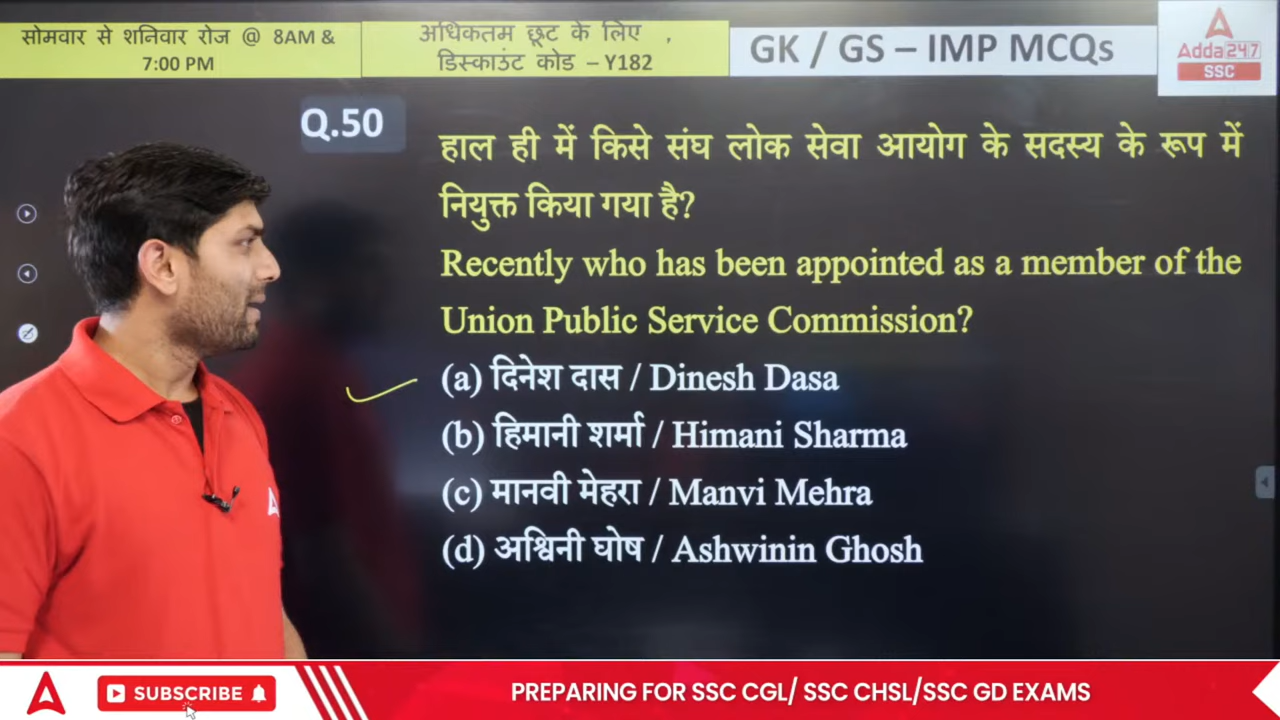 सोमवार से शनिवार रोज @ 8AM &
7:00 PM
अधिकतम छूट के लिए ,
डिस्काउंट कोड – Y182
GK / GS – IMP MCQs
Adda 247
SSC
Q.50
हाल ही में किसे संघ लोक सेवा आयोग के सदस्य के रूप में
नियुक्त किया गया है?
Recently who has been appointed as a member of the
Union Public Service Commission?
(a) दिनेश दास / Dinesh Dasa
(b) हिमानी शर्मा / Himani Sharma
(c) मानवी मेहरा / Manvi Mehra
(d) अश्विनी घोष / Ashwinin Ghosh
SUBSCRIBE
PREPARING FOR SSC CGL/ SSC CHSL/SSC GD EXAMS